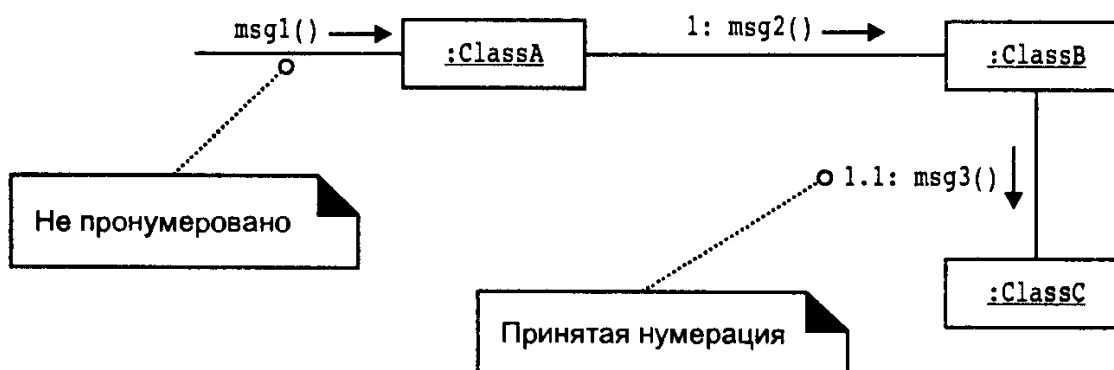 msg1()
:ClassA
1: msg2()
:ClassB
1.1: msg3()
Не пронумеровано
:ClassC
Принятая нумерация